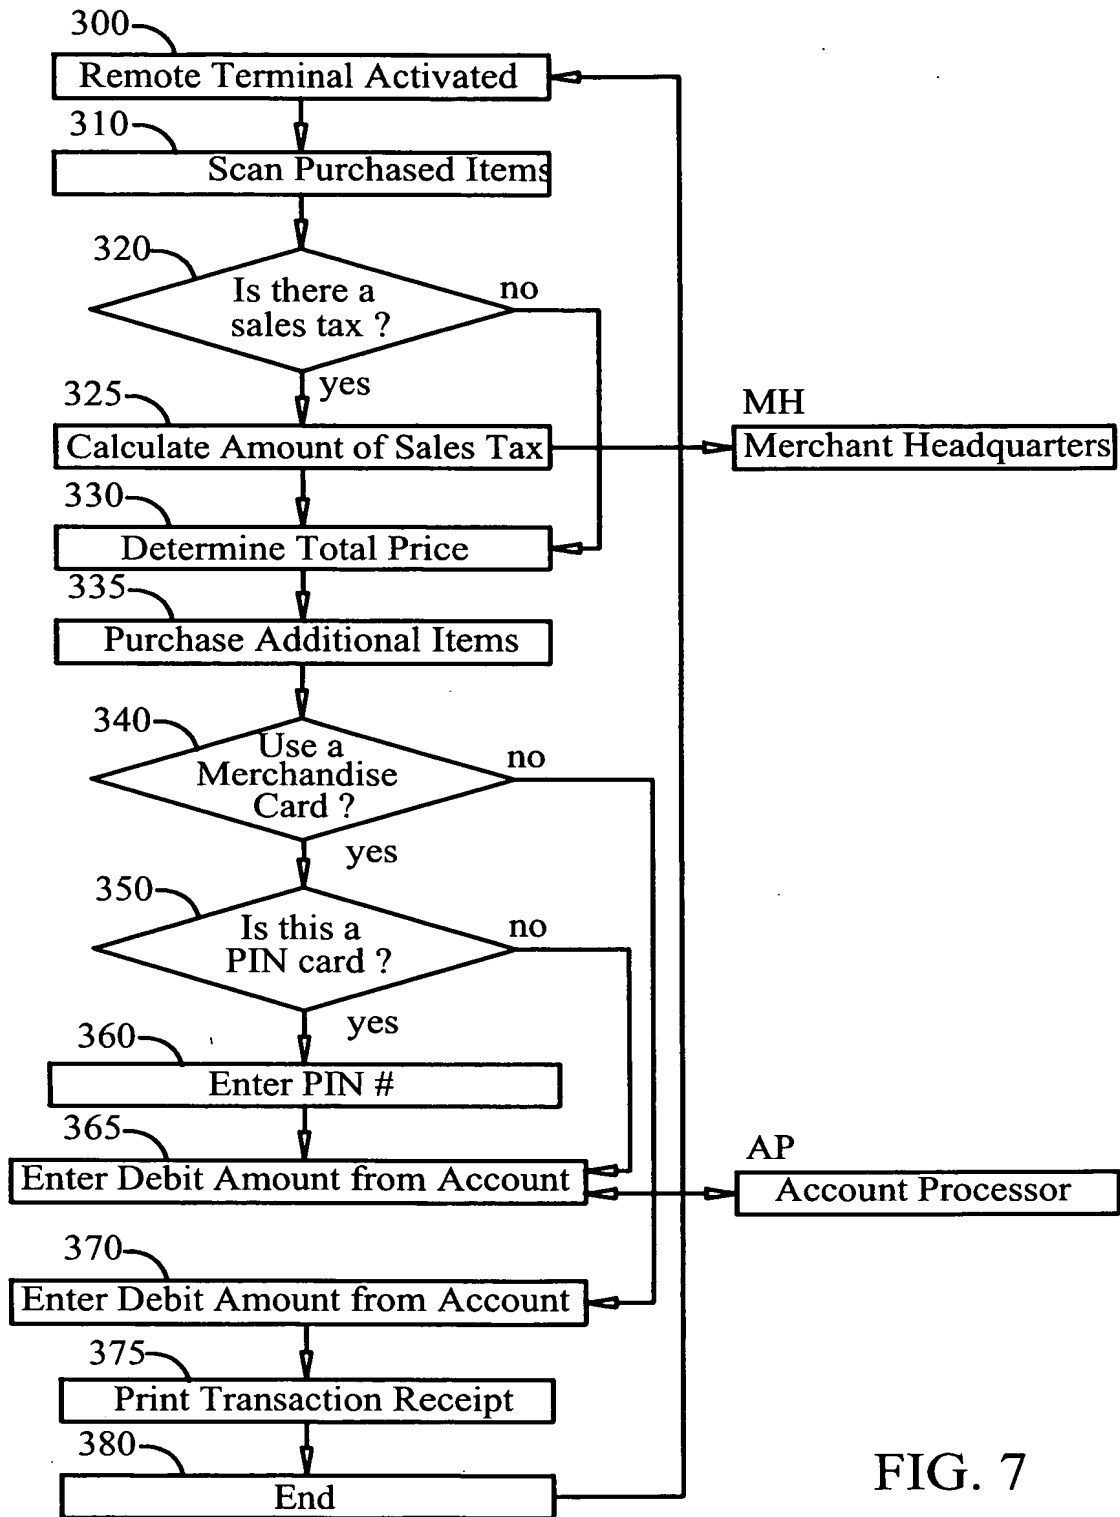 300
Remote Terminal Activated
310
Scan Purchased Items
320
Is there a
sales tax ?
no
yes
325
Calculate Amount of Sales Tax
MH
Merchant Headquarters
330
Determine Total Price
335
Purchase Additional Items
340
Use a
Merchandise
Card ?
no
yes
350
Is this a
PIN card ?
no
yes
360
Enter PIN #
365
Enter Debit Amount from Account
AP
Account Processor
370
Enter Debit Amount from Account
375
Print Transaction Receipt
380
End
FIG. 7